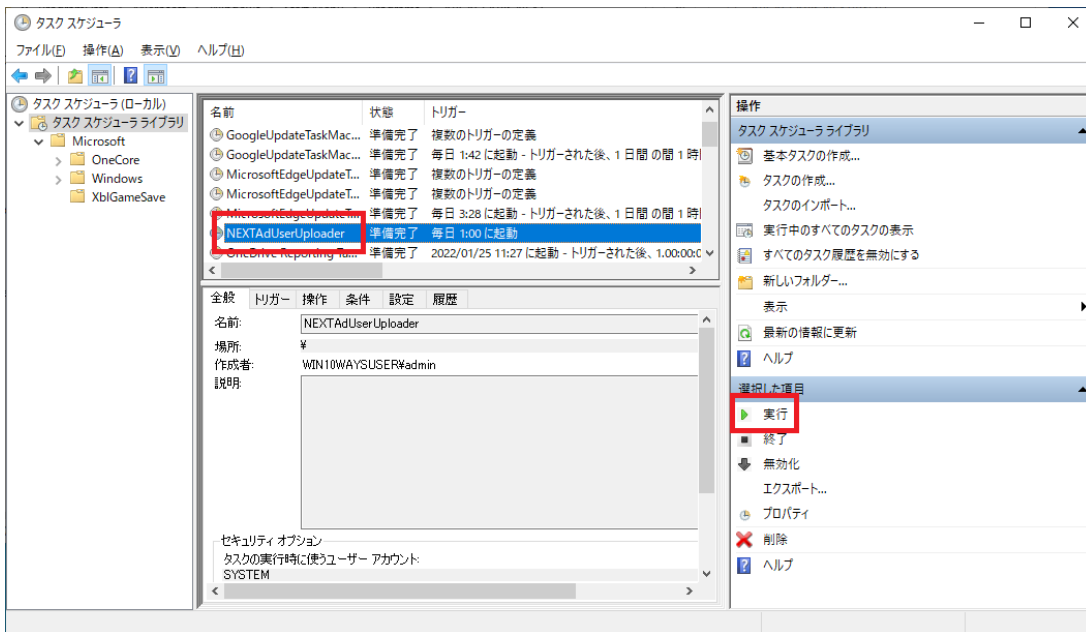 タスク スケジューラ
ファイル(F) 操作(A) 表示(V) ヘルプ(H)
タスク スケジューラ (ローカル)
タスク スケジューラ ライブラリ
Microsoft
OneCore
Windows
XblGameSave
名前 状態 トリガー
GoogleUpdateTaskMac... 準備完了 複数のトリガーの定義
GoogleUpdateTaskMac... 準備完了 毎日 1:42 に起動 - トリガーされた後、1 日間 の間 1 時
MicrosoftEdgeUpdateT... 準備完了 複数のトリガーの定義
MicrosoftEdgeUpdateT... 準備完了 複数のトリガーの定義
MicrosoftEdgeUpdateT... 準備完了 毎日 3:28 に起動 - トリガーされた後、1 日間 の間 1 時
NEXTAdUserUploader 準備完了 毎日 1:00 に起動
OneDrive Reporting Ta... 準備完了 2022/01/25 11:27 に起動 - トリガーされた後、1.00:00:0
全般 トリガー 操作 条件 設定 履歴
名前: NEXTAdUserUploader
場所: ¥
作成者: WIN10WAYSUSER¥admin
説明:
セキュリティ オプション
タスクの実行時に使うユーザー アカウント:
SYSTEM
操作
タスク スケジューラ ライブラリ
基本タスクの作成...
タスクの作成...
タスクのインポート...
実行中のすべてのタスクの表示
すべてのタスク履歴を無効にする
新しいフォルダー...
表示
最新の情報に更新
ヘルプ
選択した項目
実行
終了
無効化
エクスポート...
プロパティ
削除
ヘルプ